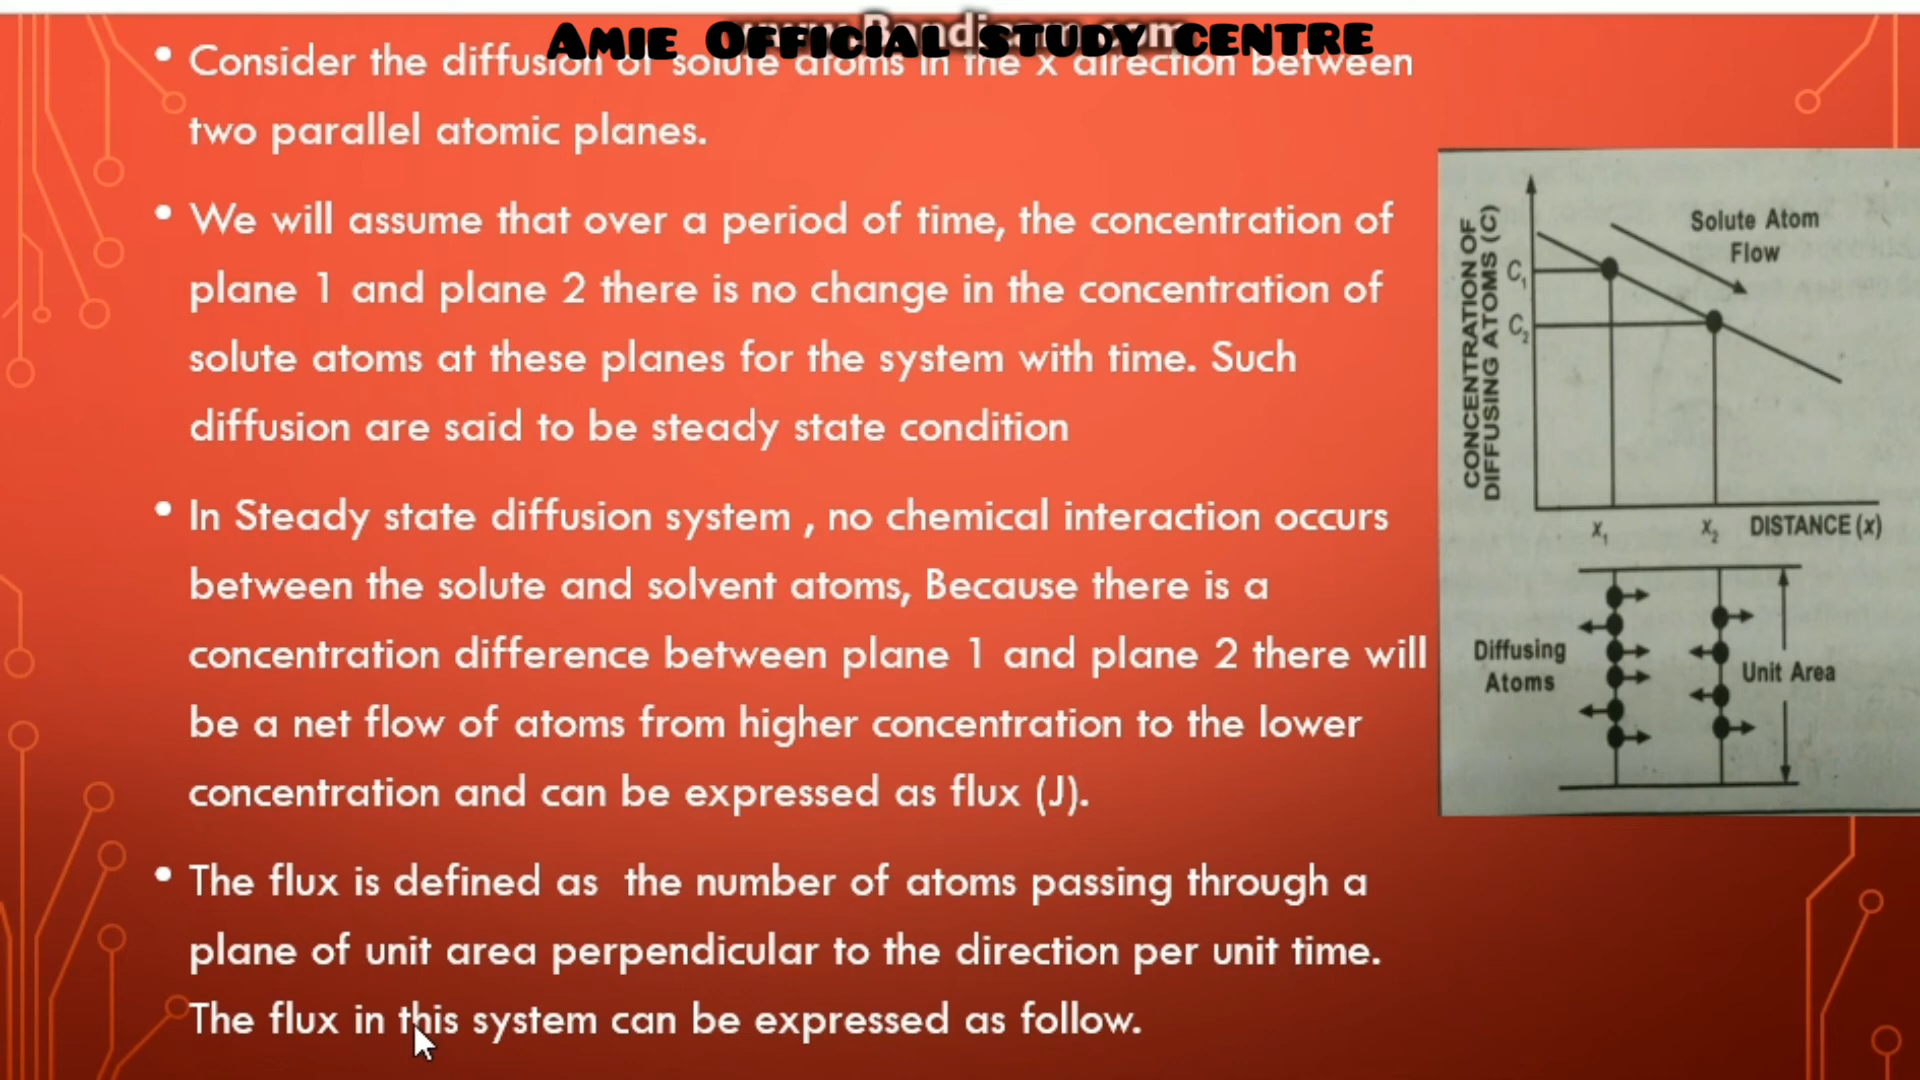 www.Bandicam.com
AMIE OFFICIAL STUDY CENTRE
• Consider the diffusion of solute atoms in the x direction between
two parallel atomic planes.
• We will assume that over a period of time, the concentration of
plane 1 and plane 2 there is no change in the concentration of
solute atoms at these planes for the system with time. Such
diffusion are said to be steady state condition
• In Steady state diffusion system , no chemical interaction occurs
between the solute and solvent atoms, Because there is a
concentration difference between plane 1 and plane 2 there will
be a net flow of atoms from higher concentration to the lower
concentration and can be expressed as flux (J).
• The flux is defined as the number of atoms passing through a
plane of unit area perpendicular to the direction per unit time.
The flux in this system can be expressed as follow.
CONCENTRATION OF
DIFFUSING ATOMS (C)
Solute Atom
Flow
C₁
C₂
x₁ x₂ DISTANCE (x)
Diffusing
Atoms
Unit Area